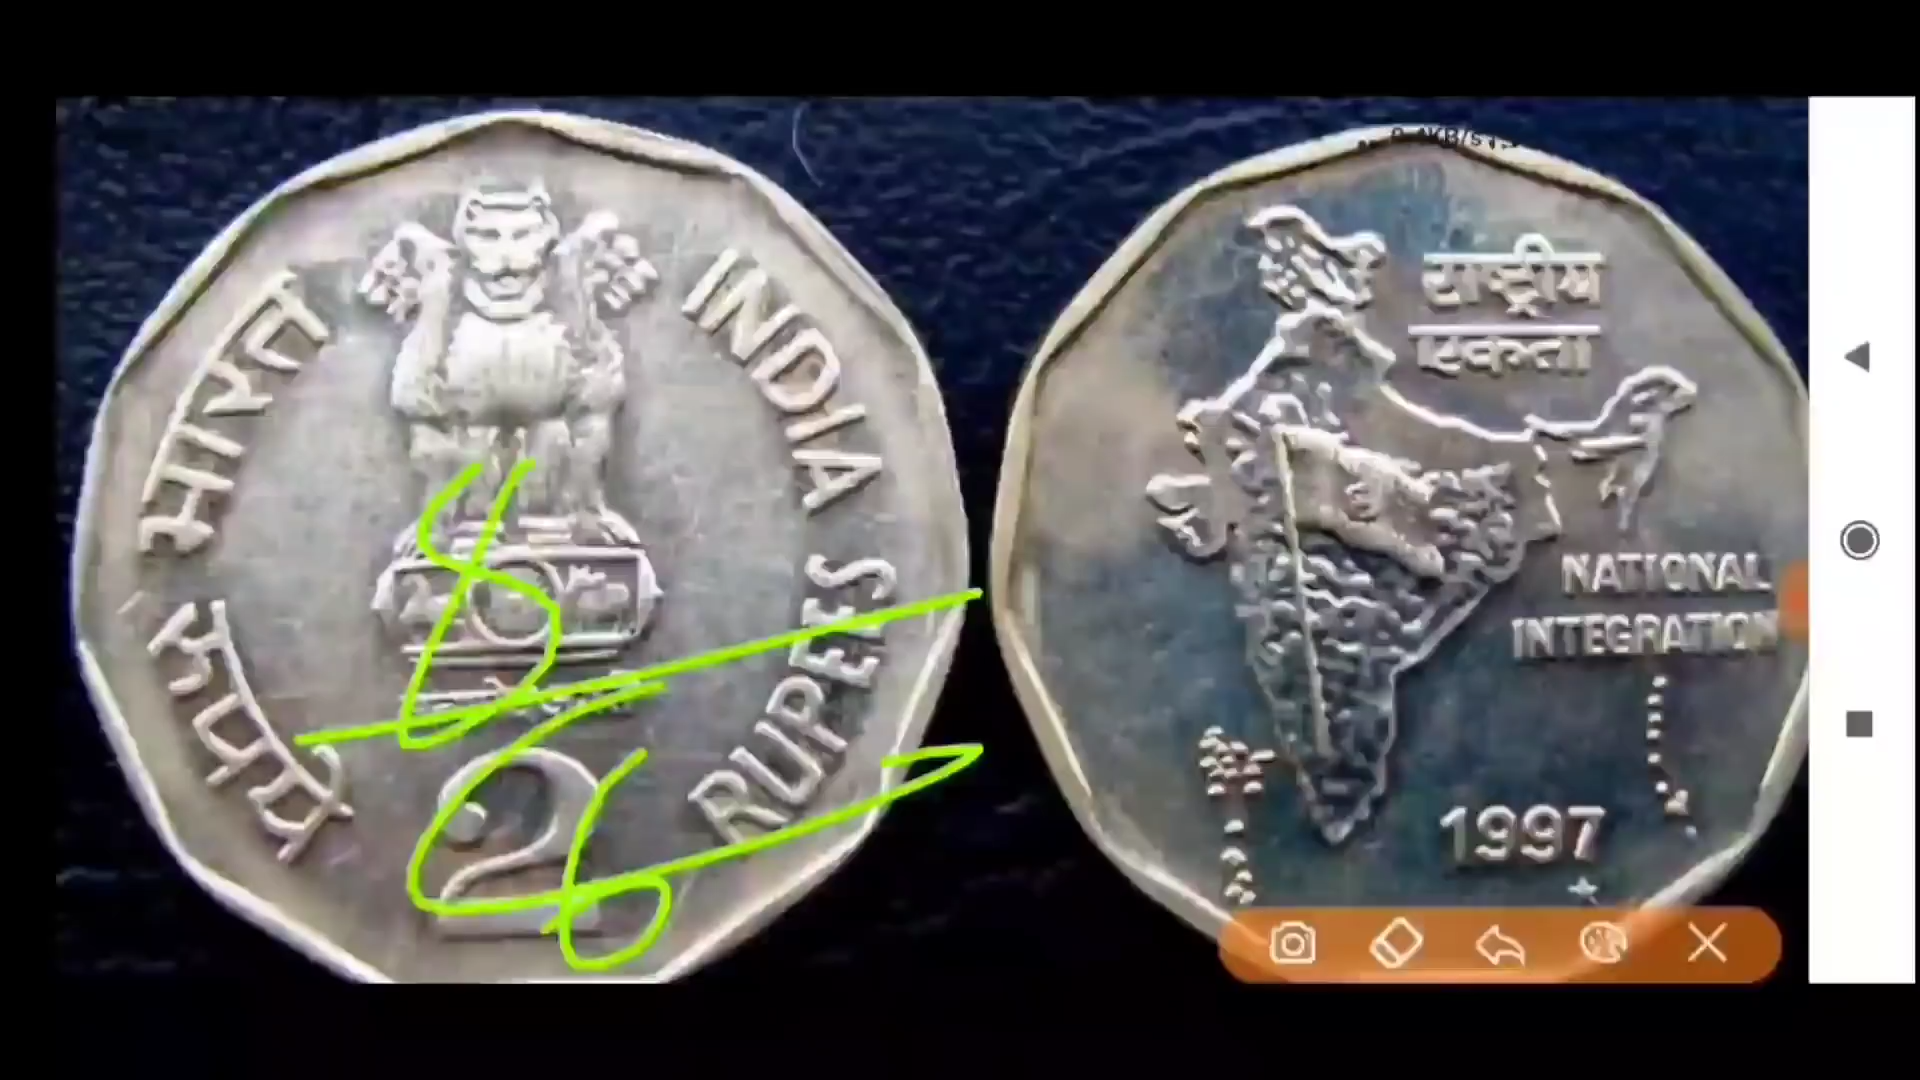 भारत
INDIA
रुपये
RUPEES
2
राष्ट्रीय
एकता
NATIONAL
INTEGRATION
1997